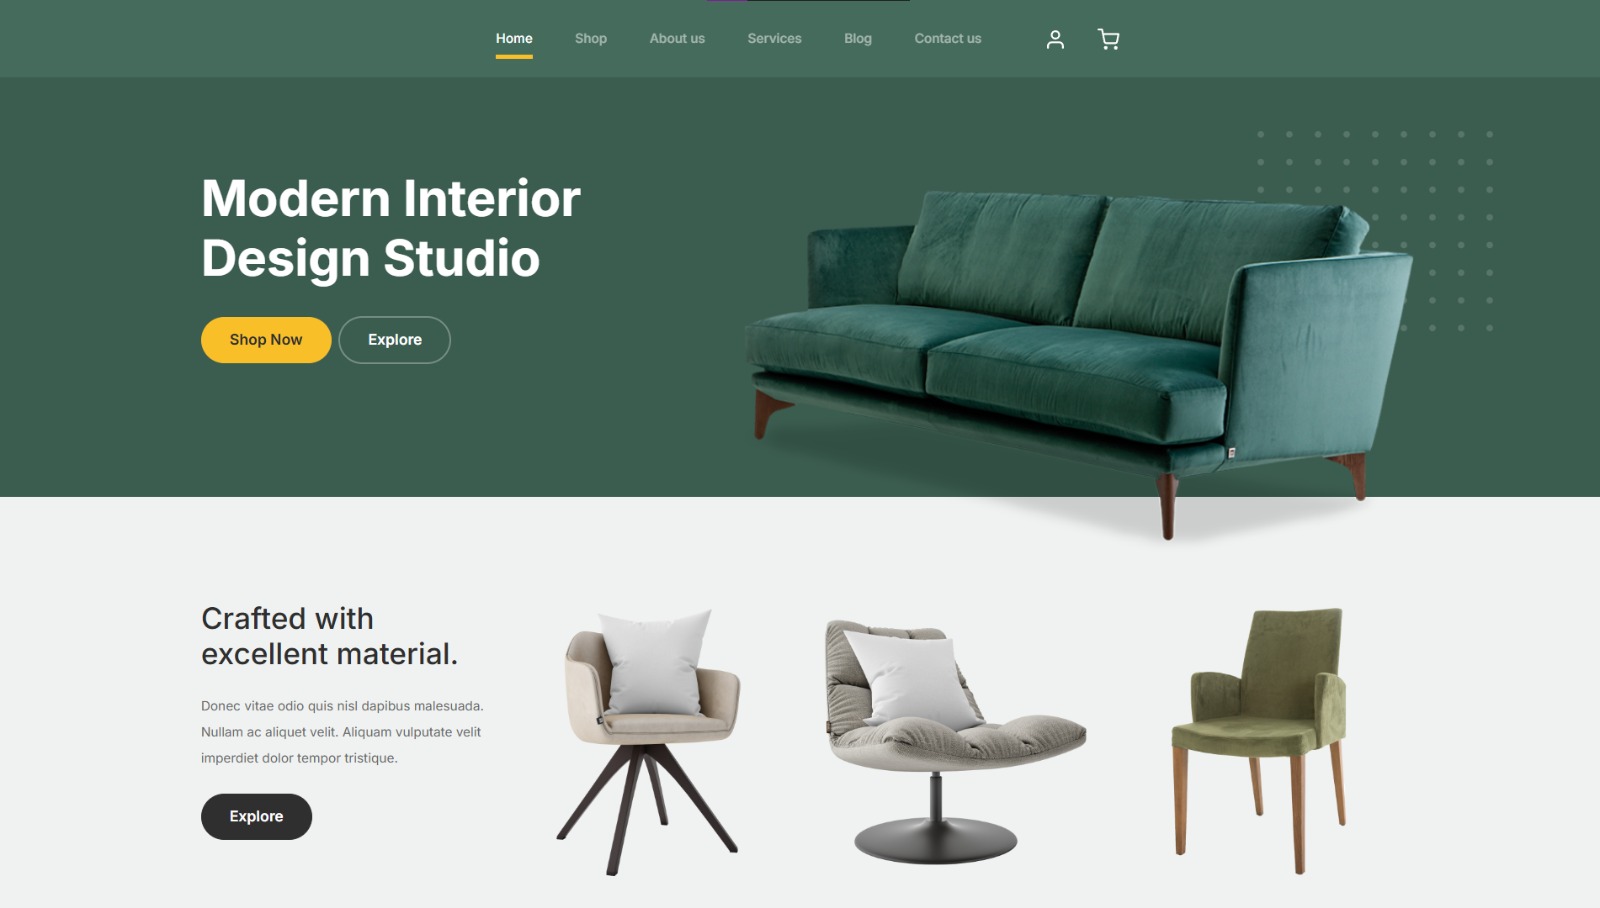 Home Shop About us Services Blog Contact us
Modern Interior
Design Studio
Shop Now Explore
Crafted with
excellent material.
Donec vitae odio quis nisl dapibus malesuada.
Nullam ac aliquet velit. Aliquam vulputate velit
imperdiet dolor tempor tristique.
Explore